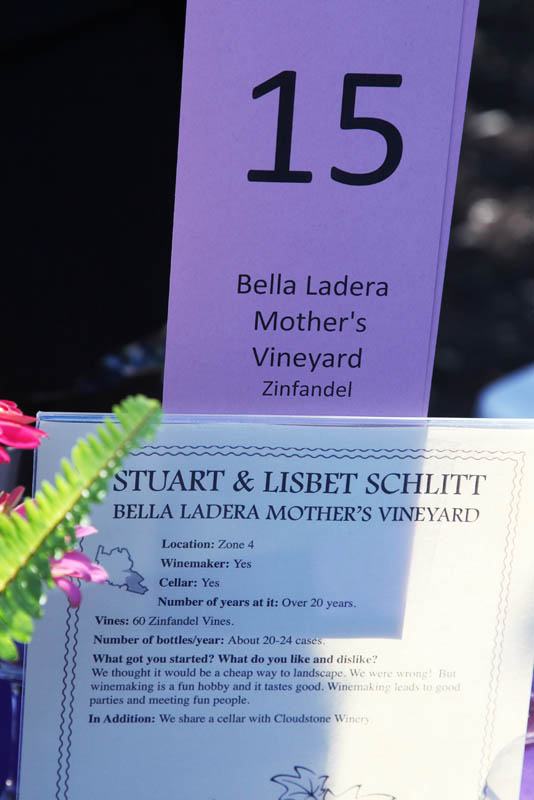 15
Bella Ladera
Mother's
Vineyard
Zinfandel
STUART & LISBET SCHLITT
BELLA LADERA MOTHER'S VINEYARD
Location: Zone 4
Winemaker: Yes
Cellar: Yes
Number of years at it: Over 20 years.
Vines: 60 Zinfandel Vines.
Number of bottles/year: About 20-24 cases.
What got you started? What do you like and dislike?
We thought it would be a cheap way to landscape. We were wrong! But
winemaking is a fun hobby and it tastes good. Winemaking leads to good
parties and meeting fun people.
In Addition: We share a cellar with Cloudstone Winery.